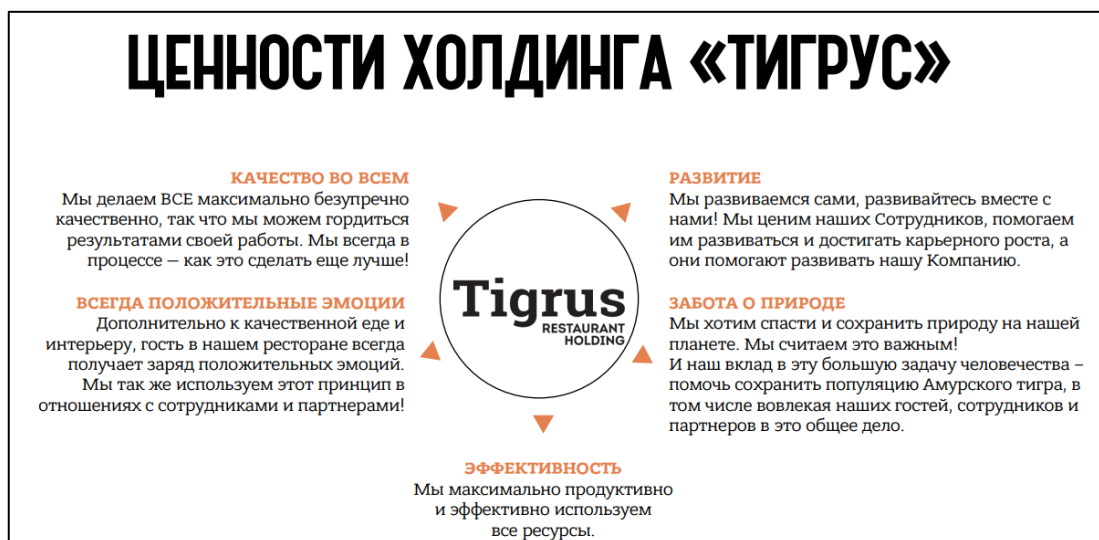 ЦЕННОСТИ ХОЛДИНГА «ТИГРУС»
КАЧЕСТВО ВО ВСЕМ
Мы делаем ВСЕ максимально безупречно
качественно, так что мы можем гордиться
результатами своей работы. Мы всегда в
процессе – как это сделать еще лучше!
ВСЕГДА ПОЛОЖИТЕЛЬНЫЕ ЭМОЦИИ
Дополнительно к качественной еде и
интерьеру, гость в нашем ресторане всегда
получает заряд положительных эмоций.
Мы так же используем этот принцип в
отношениях с сотрудниками и партнерами!
Tigrus
RESTAURANT
HOLDING
РАЗВИТИЕ
Мы развиваемся сами, развивайтесь вместе с
нами! Мы ценим наших Сотрудников, помогаем
им развиваться и достигать карьерного роста, а
они помогают развивать нашу Компанию.
ЗАБОТА О ПРИРОДЕ
Мы хотим спасти и сохранить природу на нашей
планете. Мы считаем это важным!
И наш вклад в эту большую задачу человечества –
помочь сохранить популяцию Амурского тигра, в
том числе вовлекая наших гостей, сотрудников и
партнеров в это общее дело.
ЭФФЕКТИВНОСТЬ
Мы максимально продуктивно
и эффективно используем
все ресурсы.